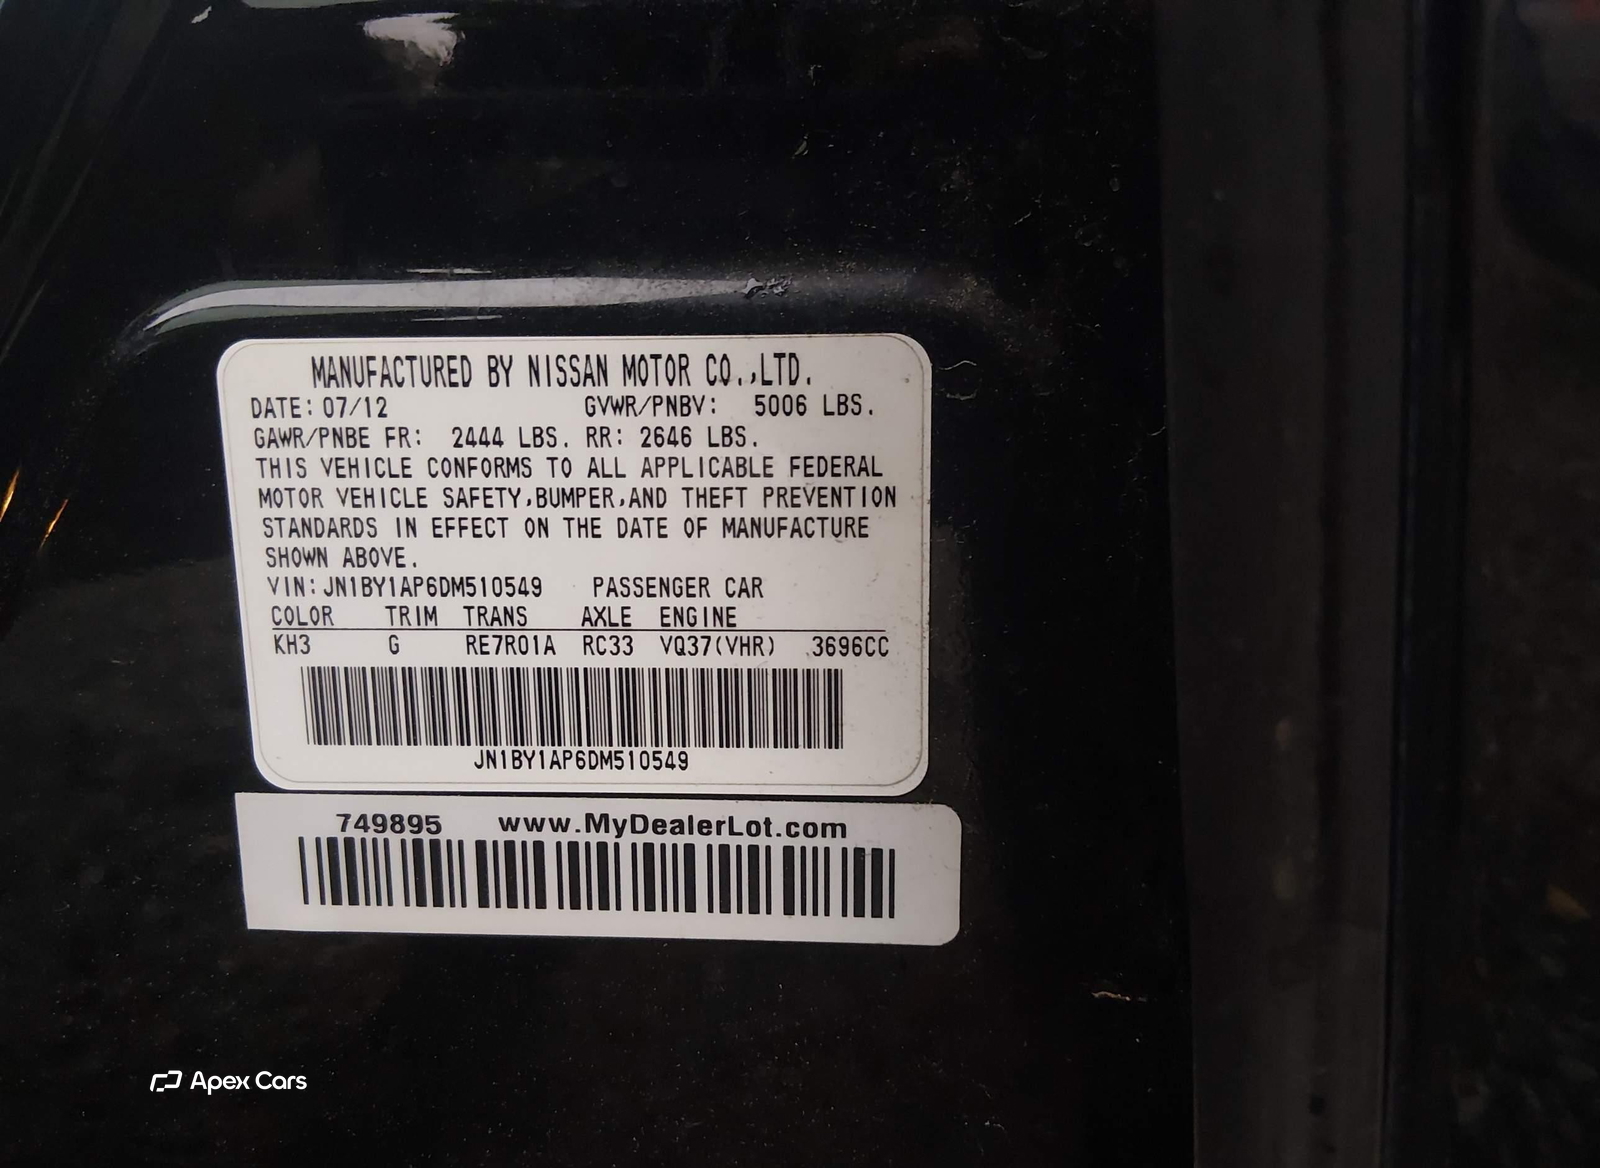 MANUFACTURED BY NISSAN MOTOR CO.,LTD.
DATE: 07/12 GVWR/PNBV: 5006 LBS.
GAWR/PNBE FR: 2444 LBS. RR: 2646 LBS.
THIS VEHICLE CONFORMS TO ALL APPLICABLE FEDERAL
MOTOR VEHICLE SAFETY,BUMPER,AND THEFT PREVENTION
STANDARDS IN EFFECT ON THE DATE OF MANUFACTURE
SHOWN ABOVE.
VIN:JN1BY1AP6DM510549 PASSENGER CAR
COLOR TRIM TRANS AXLE ENGINE
KH3 G RE7R01A RC33 VQ37(VHR) 3696CC
JN1BY1AP6DM510549
749895 www.MyDealerLot.com
Apex Cars